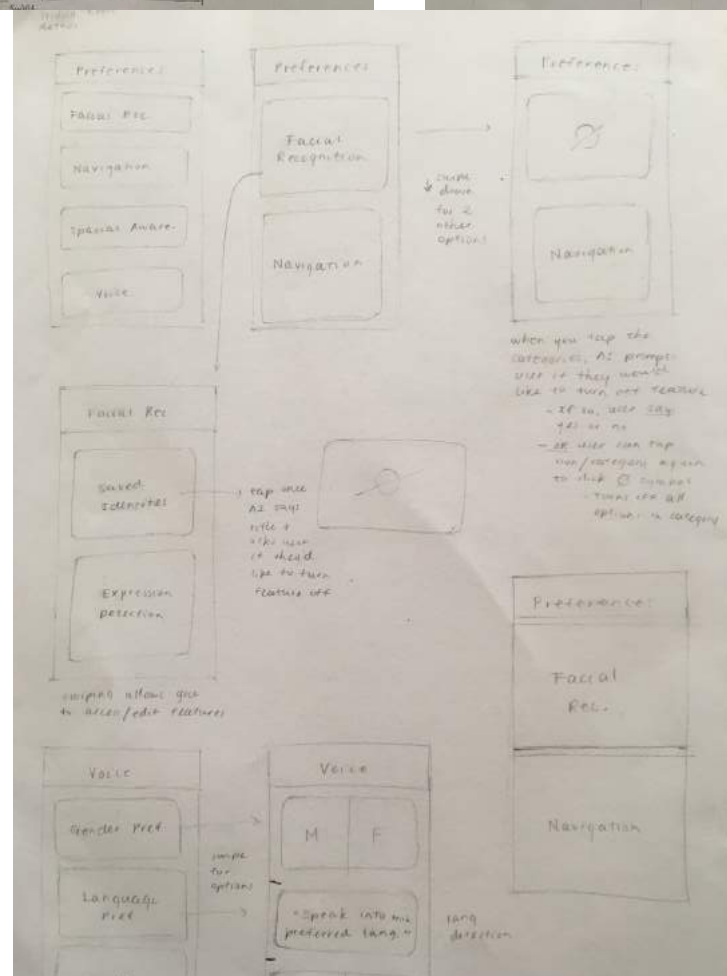 Preferences
Facial Rec.
Navigation
Spacial Aware.
Voice
Preferences
Facial
Recognition
Navigation
↓ swipe
down
for 2
other
options
Preferences
Navigation
when you tap the
categories, AI prompts
user if they would
like to turn off feature
- If so, user say
yes or no
- OR user can tap
icon/category again
to click ∅ symbol
- turns off all
options in category
Facial Rec.
Saved
Identities
Expression
Detection
tap once
AI says
title +
asks user
if they'd
like to turn
feature off
swiping allows you
to access/edit features
Preferences
Facial
Rec.
Navigation
Voice
Gender Pref
Language
Pref
swipe
for
options
Voice
M F
"Speak into mic
preferred lang."
lang
detection